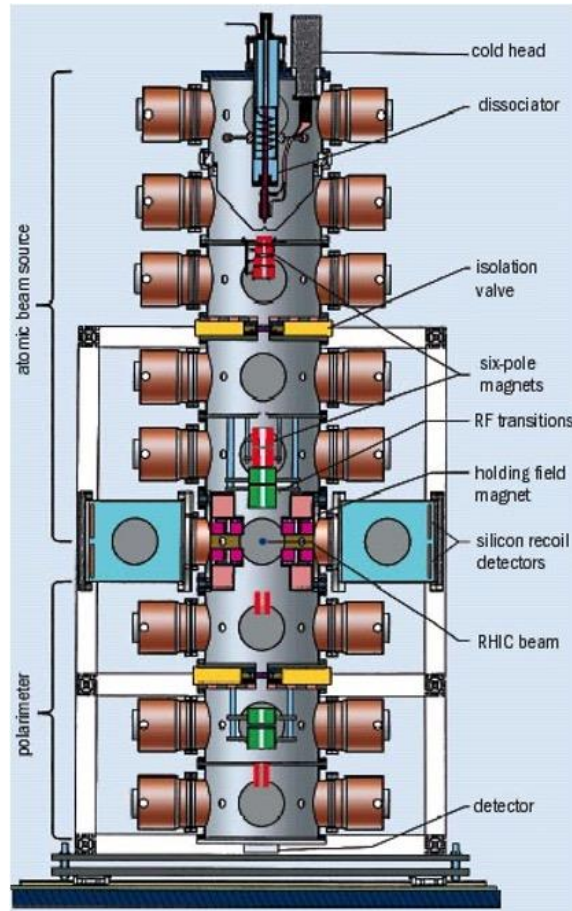 cold head
dissociator
atomic beam source
isolation
valve
six-pole
magnets
RF transitions
holding field
magnet
silicon recoil
detectors
RHIC beam
polarimeter
detector